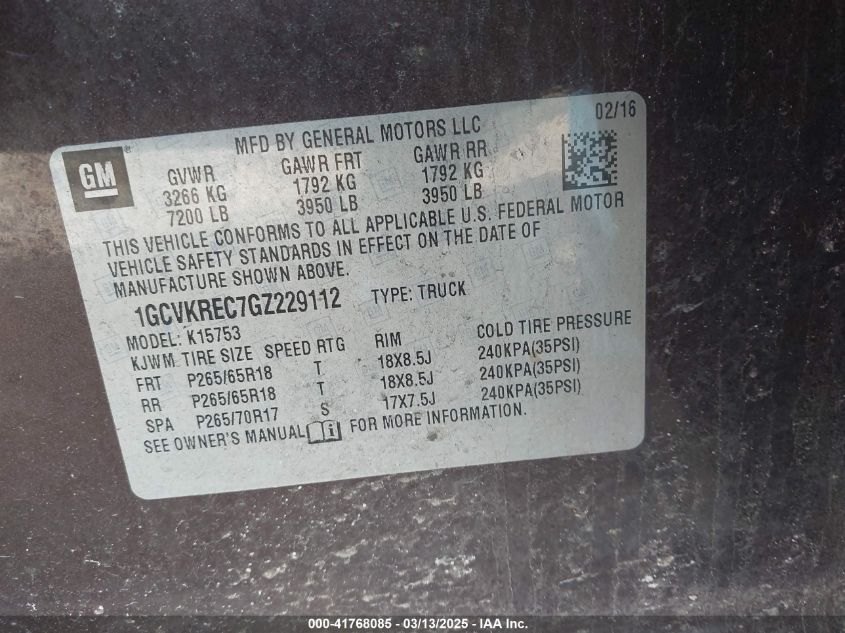 02/16
MFD BY GENERAL MOTORS LLC
GM
GVWR GAWR FRT GAWR RR
3266 KG 1792 KG 1792 KG
7200 LB 3950 LB 3950 LB
THIS VEHICLE CONFORMS TO ALL APPLICABLE U.S. FEDERAL MOTOR
VEHICLE SAFETY STANDARDS IN EFFECT ON THE DATE OF
MANUFACTURE SHOWN ABOVE.
1GCVKREC7GZ229112 TYPE: TRUCK
MODEL: K15753
KJWM TIRE SIZE SPEED RTG RIM COLD TIRE PRESSURE
FRT P265/65R18 T 18X8.5J 240KPA(35PSI)
RR P265/65R18 T 18X8.5J 240KPA(35PSI)
SPA P265/70R17 S 17X7.5J 240KPA(35PSI)
SEE OWNER'S MANUAL FOR MORE INFORMATION.
000-41768085 - 03/13/2025 - IAA Inc.